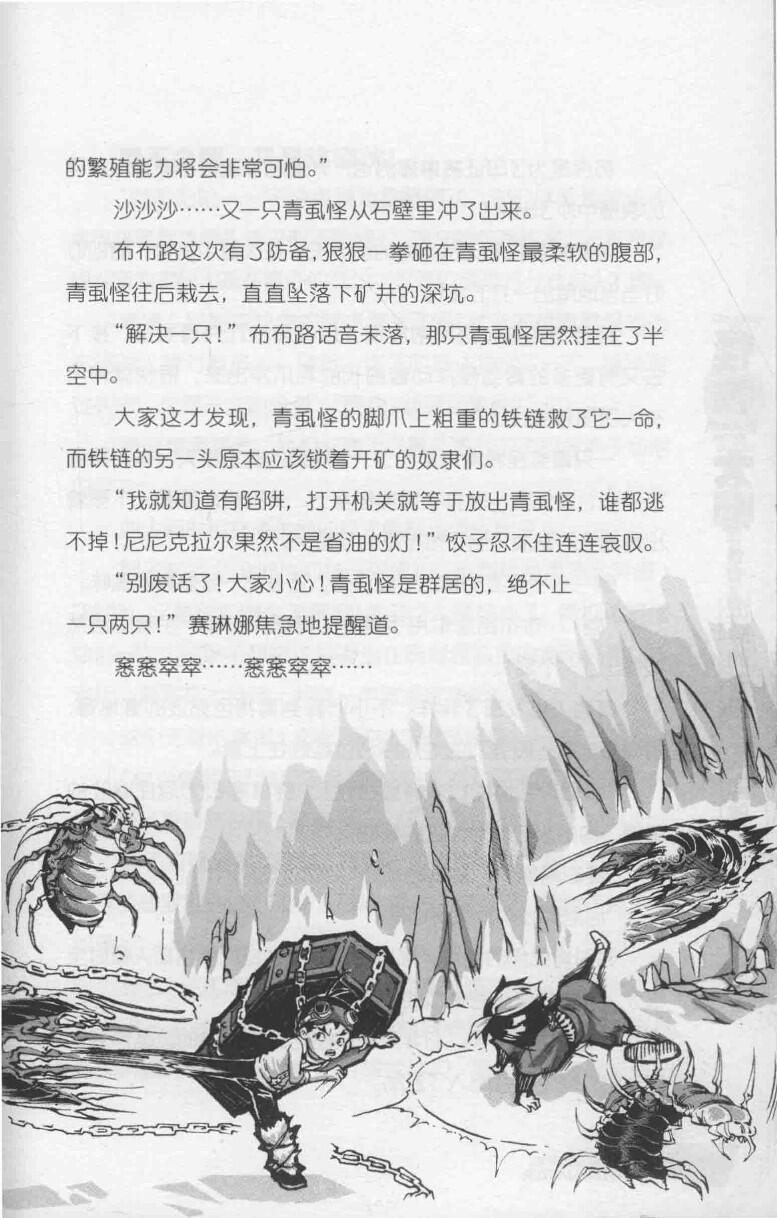 的繁殖能力将会非常可怕。”
沙沙沙……又一只青虱怪从石壁里冲了出来。
布布路这次有了防备,狠狠一拳砸在青虱怪最柔软的腹部,
青虱怪往后栽去，直直坠落下矿井的深坑。
“解决一只！”布布路话音未落，那只青虱怪居然挂在了半
空中。
大家这才发现，青虱怪的脚爪上粗重的铁链救了它一命,
而铁链的另一头原本应该锁着开矿的奴隶们。
“我就知道有陷阱，打开机关就等于放出青虱怪，谁都逃
不掉！尼尼克拉尔果然不是省油的灯！”饺子忍不住连连哀叹。
“别废话了！大家小心！青虱怪是群居的，绝不止
一只两只！”赛琳娜焦急地提醒道。
窸窸窣窣……窸窸窣窣……